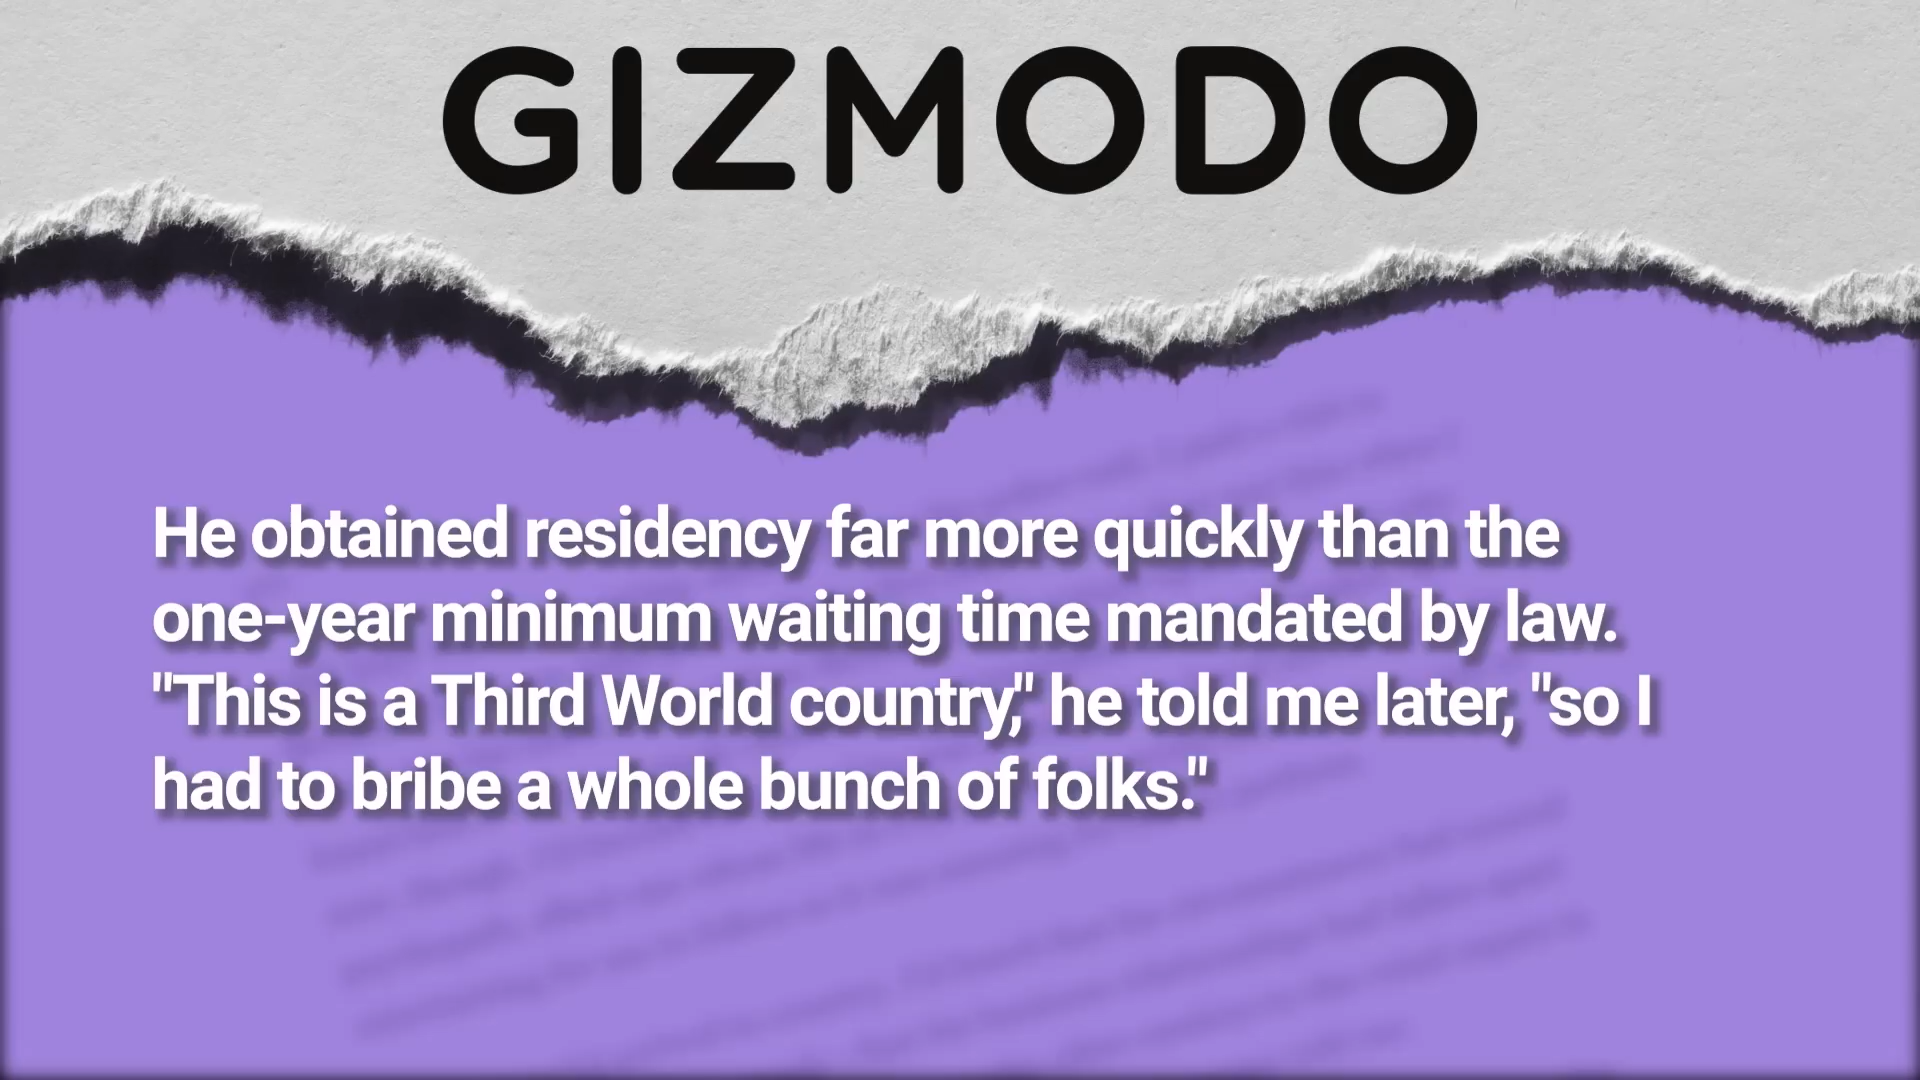 GIZMODO
He obtained residency far more quickly than the
one-year minimum waiting time mandated by law.
"This is a Third World country," he told me later, "so I
had to bribe a whole bunch of folks."